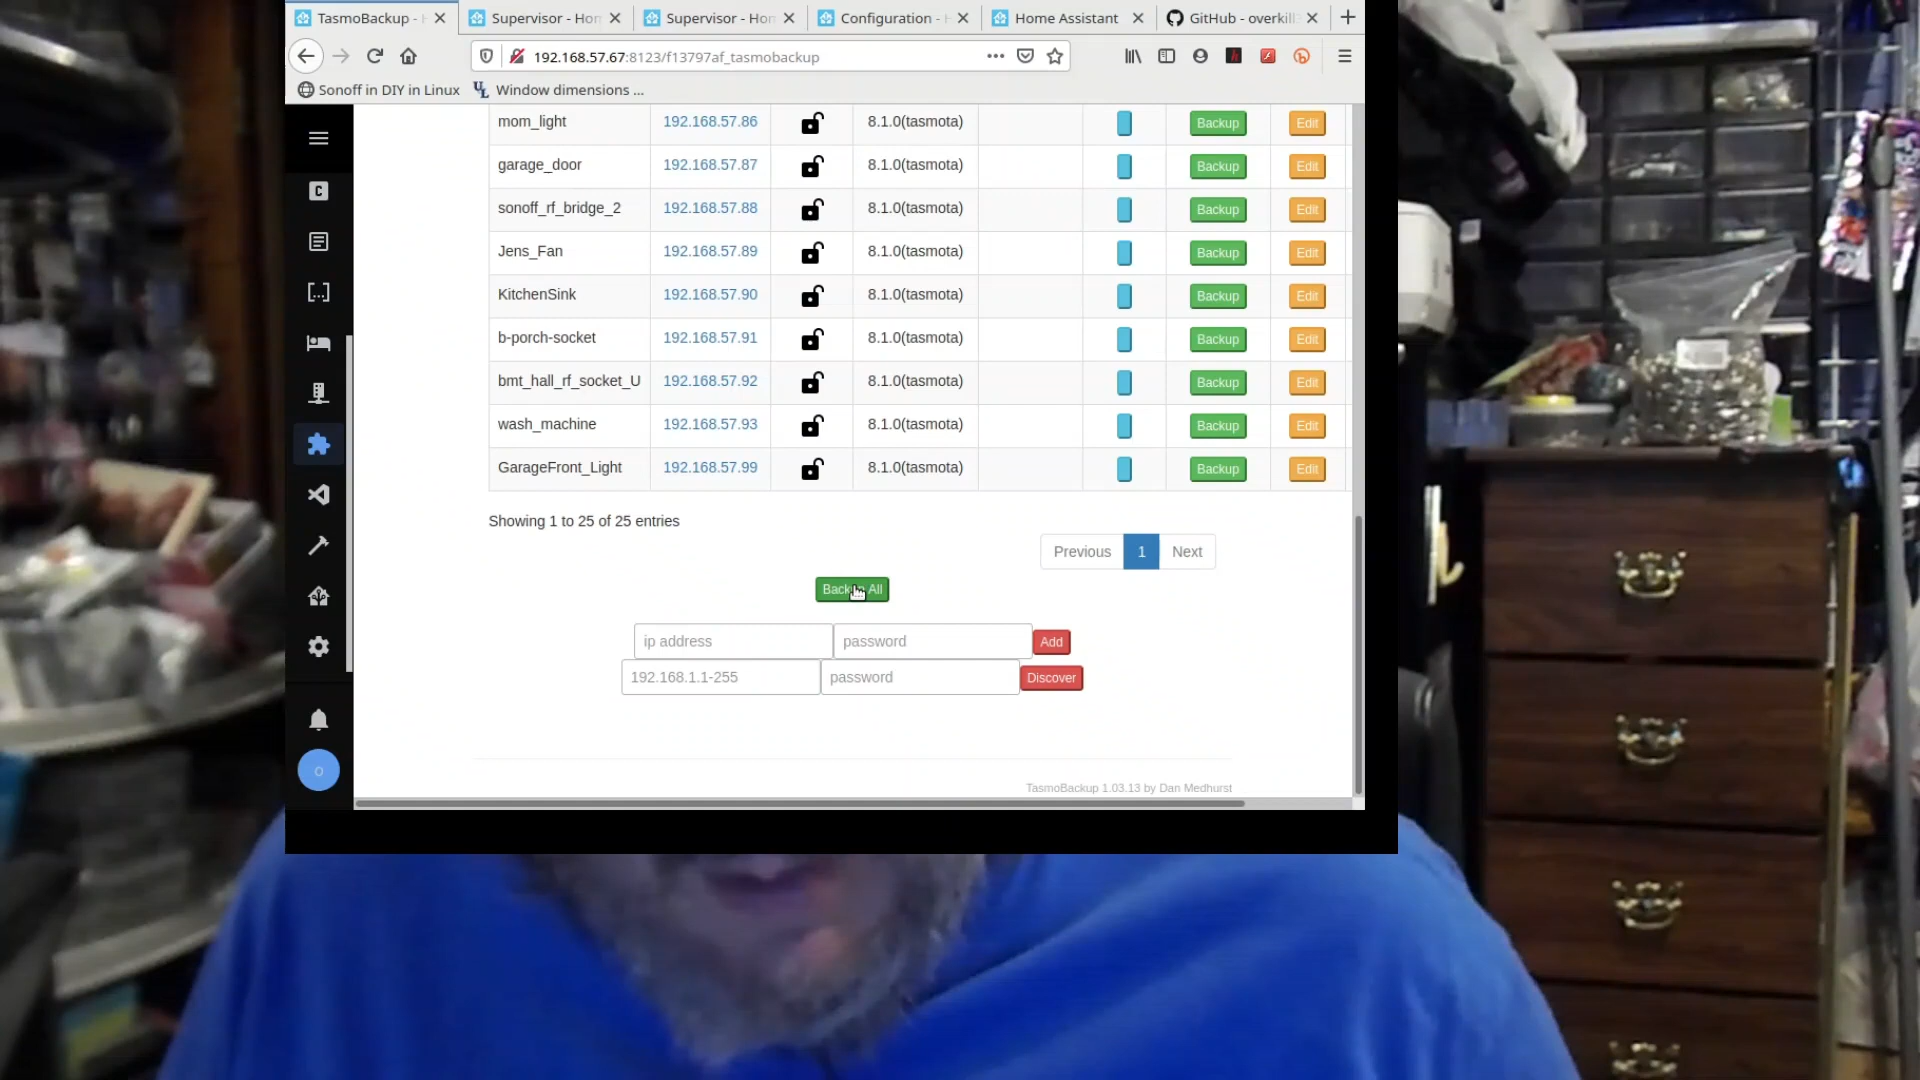 TasmoBackup - H
Supervisor - Hom
Supervisor - Hom
Configuration - H
Home Assistant
GitHub - overkill
192.168.57.67:8123/f13797af_tasmobackup
Sonoff in DIY in Linux
UL Window dimensions ...
mom_light 192.168.57.86 8.1.0(tasmota) Backup Edit
garage_door 192.168.57.87 8.1.0(tasmota) Backup Edit
sonoff_rf_bridge_2 192.168.57.88 8.1.0(tasmota) Backup Edit
Jens_Fan 192.168.57.89 8.1.0(tasmota) Backup Edit
KitchenSink 192.168.57.90 8.1.0(tasmota) Backup Edit
b-porch-socket 192.168.57.91 8.1.0(tasmota) Backup Edit
bmt_hall_rf_socket_U 192.168.57.92 8.1.0(tasmota) Backup Edit
wash_machine 192.168.57.93 8.1.0(tasmota) Backup Edit
GarageFront_Light 192.168.57.99 8.1.0(tasmota) Backup Edit
Showing 1 to 25 of 25 entries
Previous 1 Next
Backup All
ip address password Add
192.168.1.1-255 password Discover
TasmoBackup 1.03.13 by Dan Medhurst